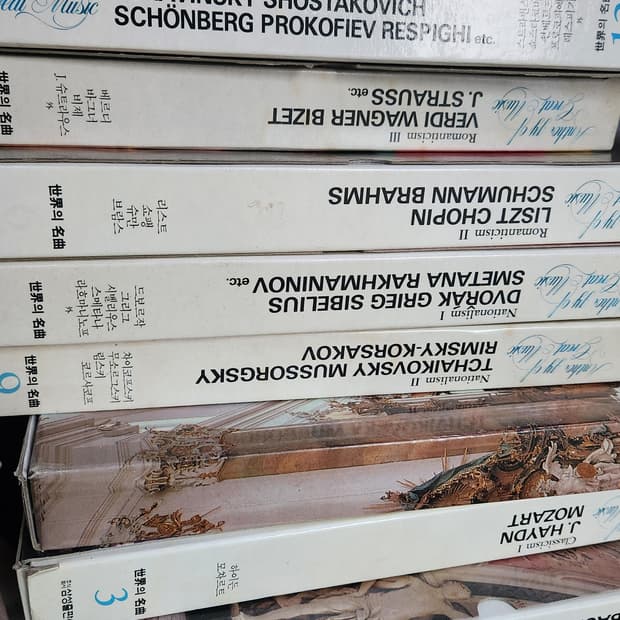 SCHÖNBERG PROKOFIEV RESPIGHI etc.
SHOSTAKOVICH
Romanticism III
VERDI WAGNER BIZET
J. STRAUSS etc.
베르디
바그너
비제
J. 슈트라우스
世界의 名曲
Romanticism II
LISZT CHOPIN
SCHUMANN BRAHMS
리스트
쇼팽
슈만
브람스
世界의 名曲
Nationalism I
DVORÁK GRIEG SIBELIUS
SMETANA RAKHMANINOV
etc.
드보르작
그리그
시벨리우스
스메타나
라흐마니노프
世界의 名曲
Nationalism II
TCHAIKOVSKY MUSSORGSKY
RIMSKY-KORSAKOV
차이코프스키
무소르그스키
림스키
코르사코프
世界의 名曲
9
Classicism I
J. HAYDN
MOZART
하이든
모차르트
世界의 名曲
3